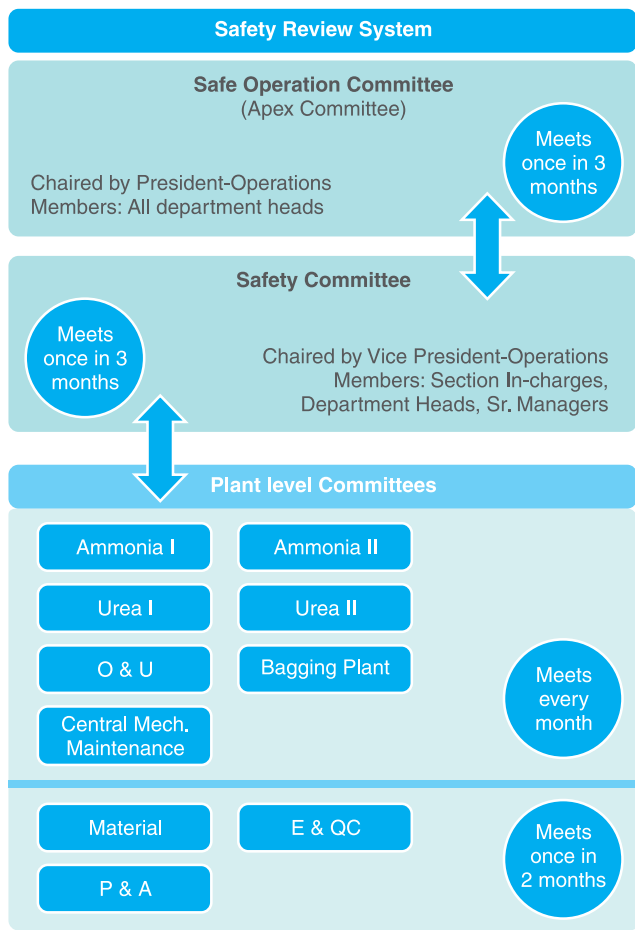 Safety Review System
Safe Operation Committee
(Apex Committee)
Meets
once in 3
months
Chaired by President-Operations
Members: All department heads
Safety Committee
Meets
once in 3
months
Chaired by Vice President-Operations
Members: Section In-charges,
Department Heads, Sr. Managers
Plant level Committees
Ammonia I
Ammonia II
Urea I
Urea II
O & U
Bagging Plant
Central Mech.
Maintenance
Meets
every
month
Material
E & QC
P & A
Meets
once in
2 months